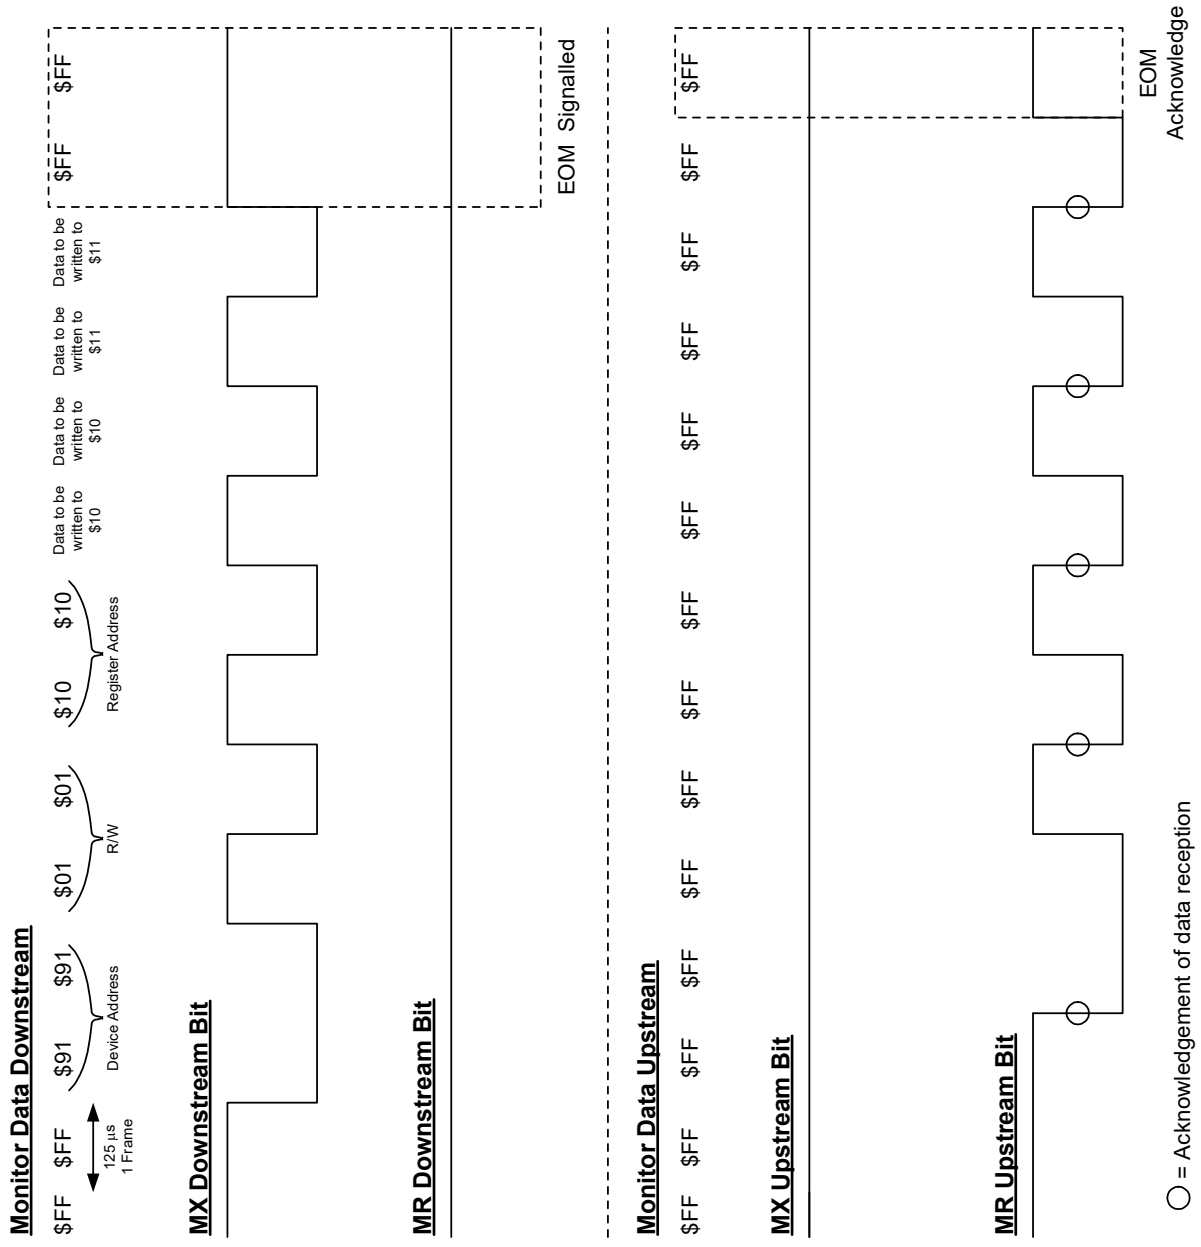 Monitor Data Downstream
$FF $FF $91 $91 $01 $01 $10 $10
Data to be
written to
$10
Data to be
written to
$10
Data to be
written to
$11
Data to be
written to
$11
$FF $FF
125 µs
1 Frame
Device Address
R/W
Register Address
MX Downstream Bit
MR Downstream Bit
EOM Signalled
Monitor Data Upstream
$FF $FF $FF $FF $FF $FF $FF $FF $FF $FF $FF $FF $FF $FF
MX Upstream Bit
MR Upstream Bit
EOM
Acknowledge
= Acknowledgement of data reception